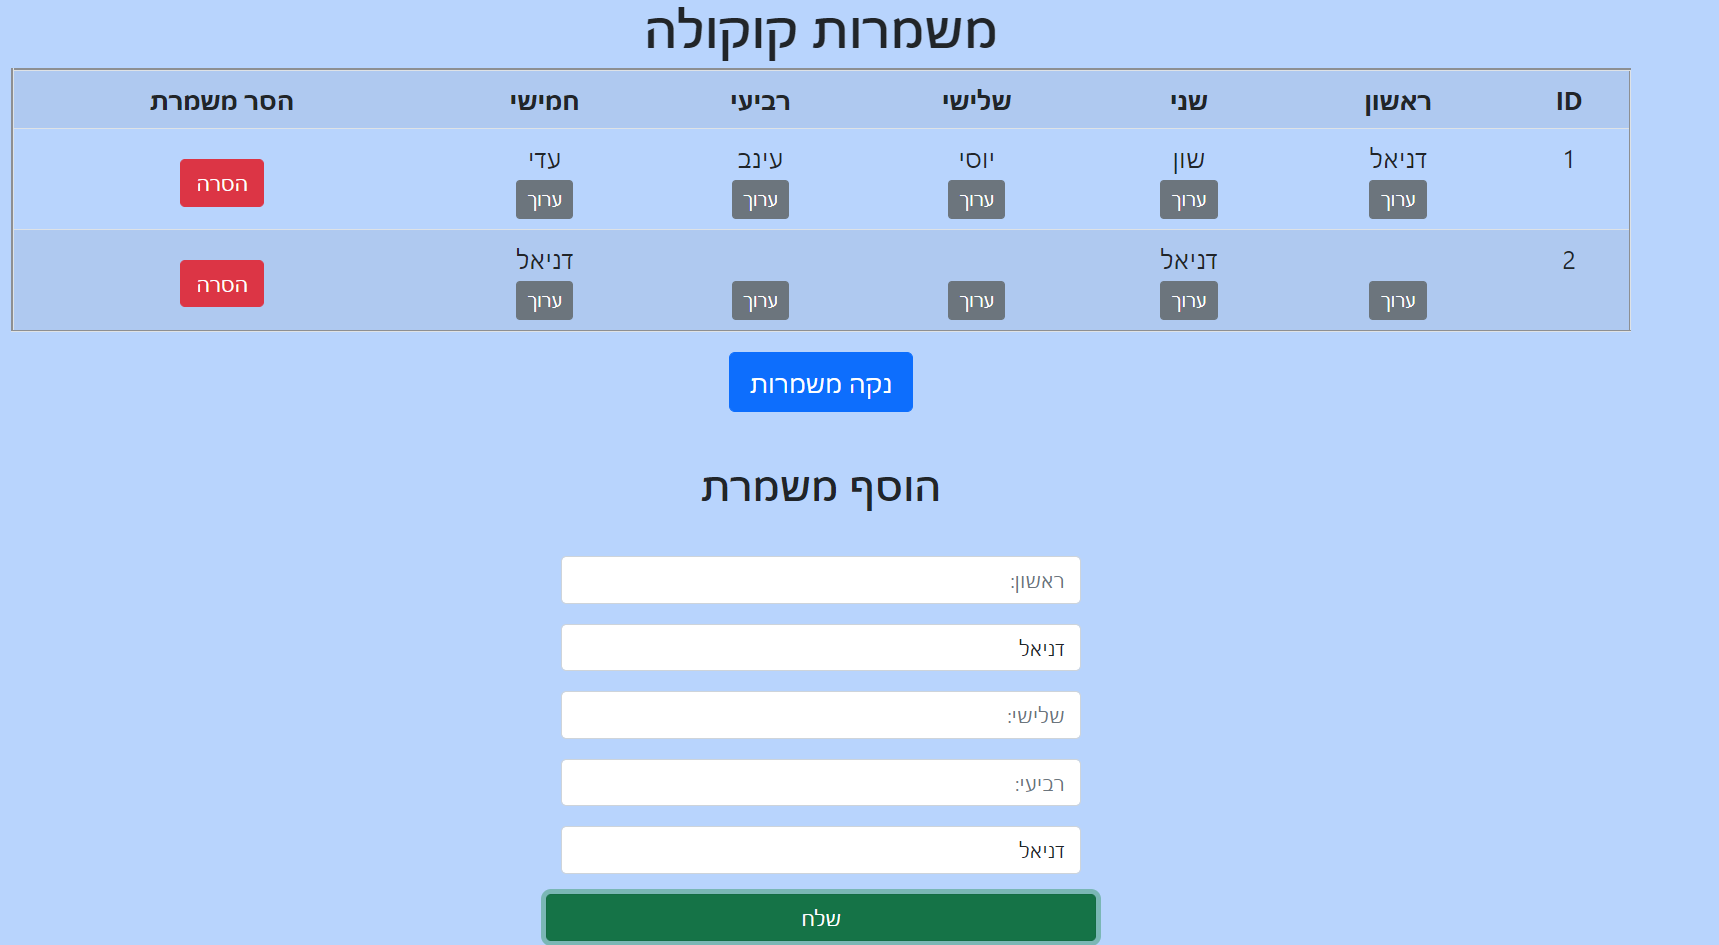 משמרות קוקולה
ID ראשון שני שלישי רביעי חמישי הסר משמרת
1 דניאל שון יוסי עינב עדי הסרה
ערוך ערוך ערוך ערוך ערוך
2 דניאל דניאל הסרה
ערוך ערוך ערוך ערוך ערוך
נקה משמרות
הוסף משמרת
ראשון:
דניאל
שלישי:
רביעי:
דניאל
שלח